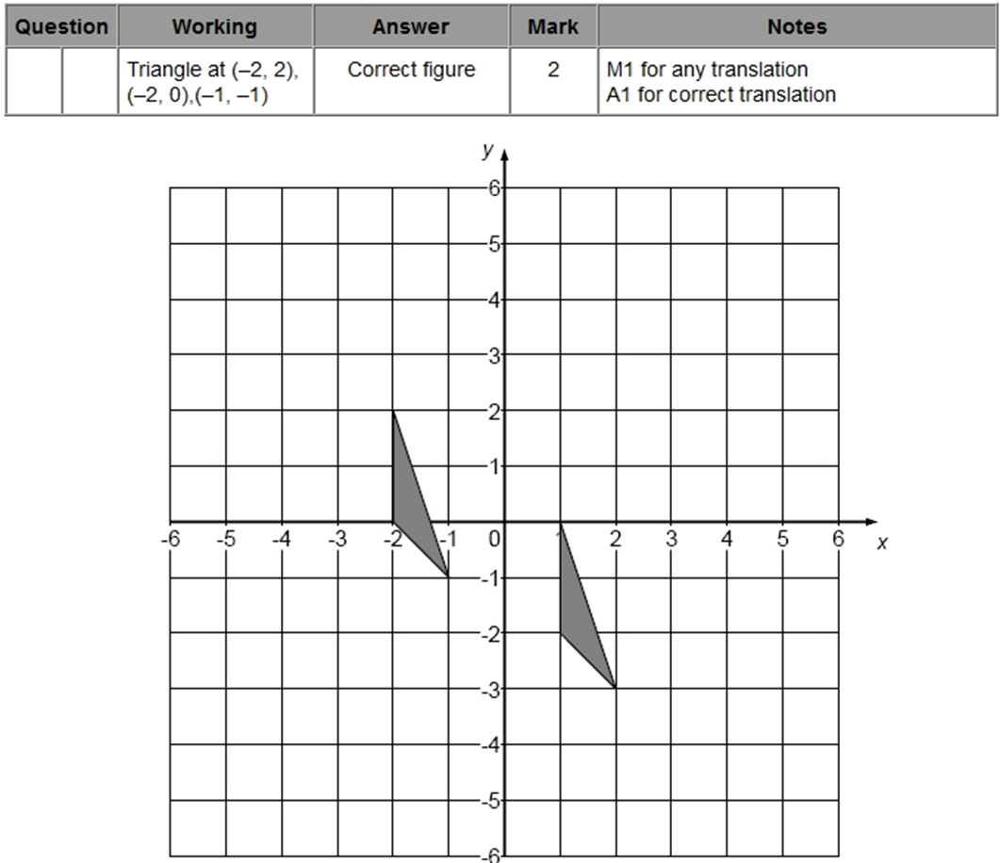 Question Working Answer Mark Notes
Triangle at (–2, 2), Correct figure 2 M1 for any translation
(–2, 0),(–1, –1) A1 for correct translation
y
6
5
4
3
2
1
-6 -5 -4 -3 -2 -1 0 2 3 4 5 6 x
-1
-2
-3
-4
-5
-6